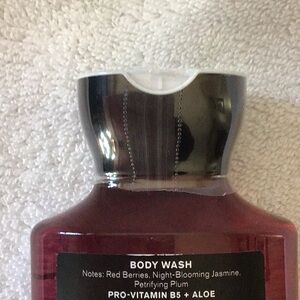 BODY WASH
Notes: Red Berries, Night-Blooming Jasmine,
Petrifying Plum
PRO-VITAMIN B5 + ALOE